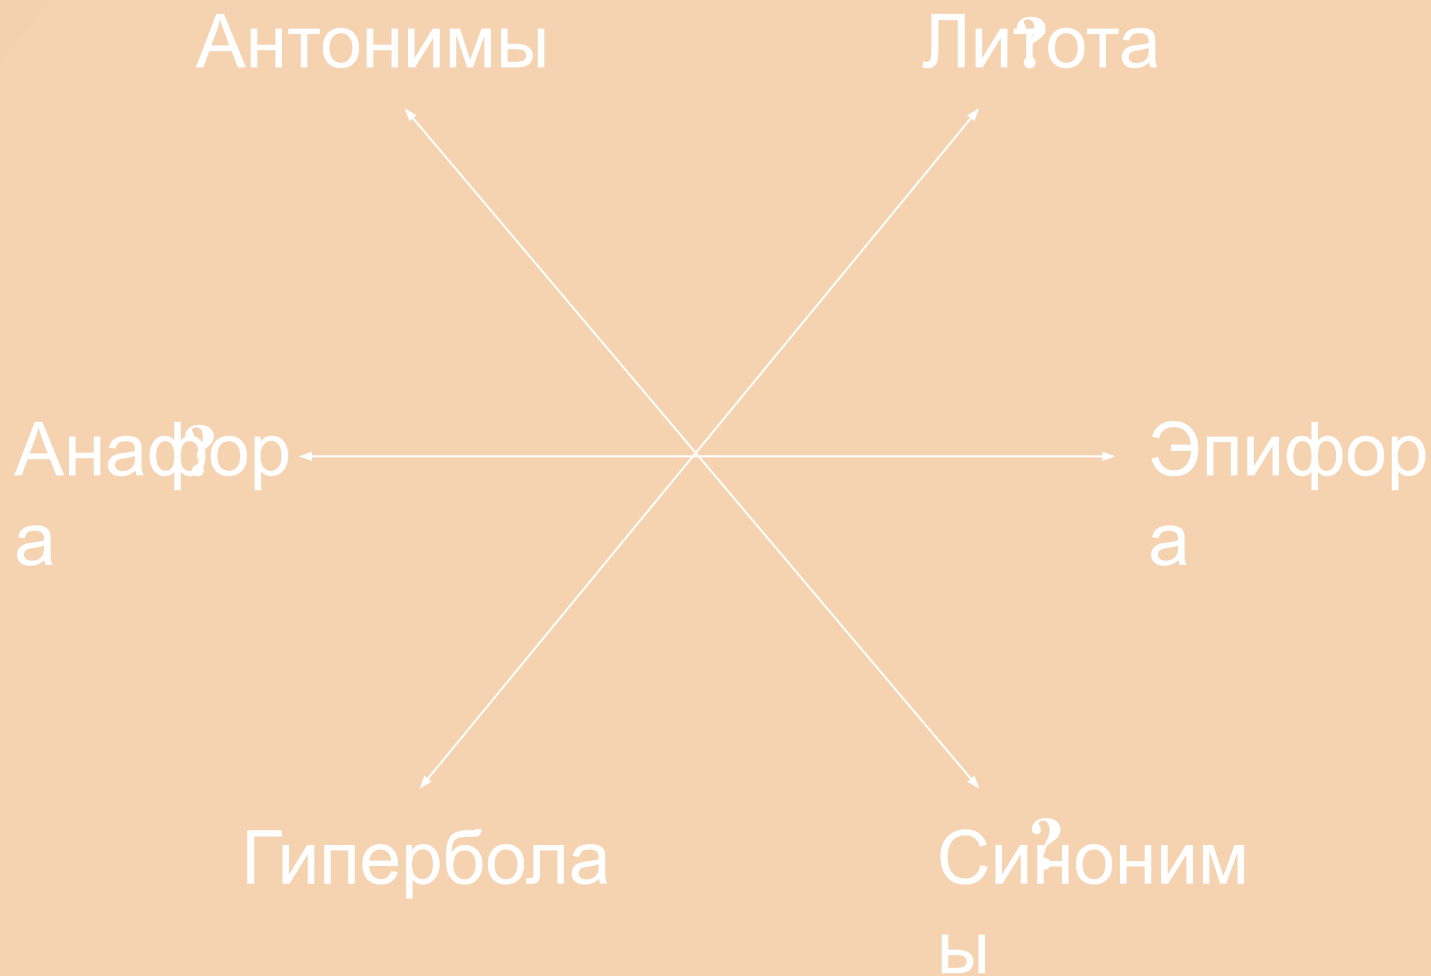 Антонимы
Литота
?
Анафор
а
?
Эпифор
а
Гипербола
Синоним
ы
?